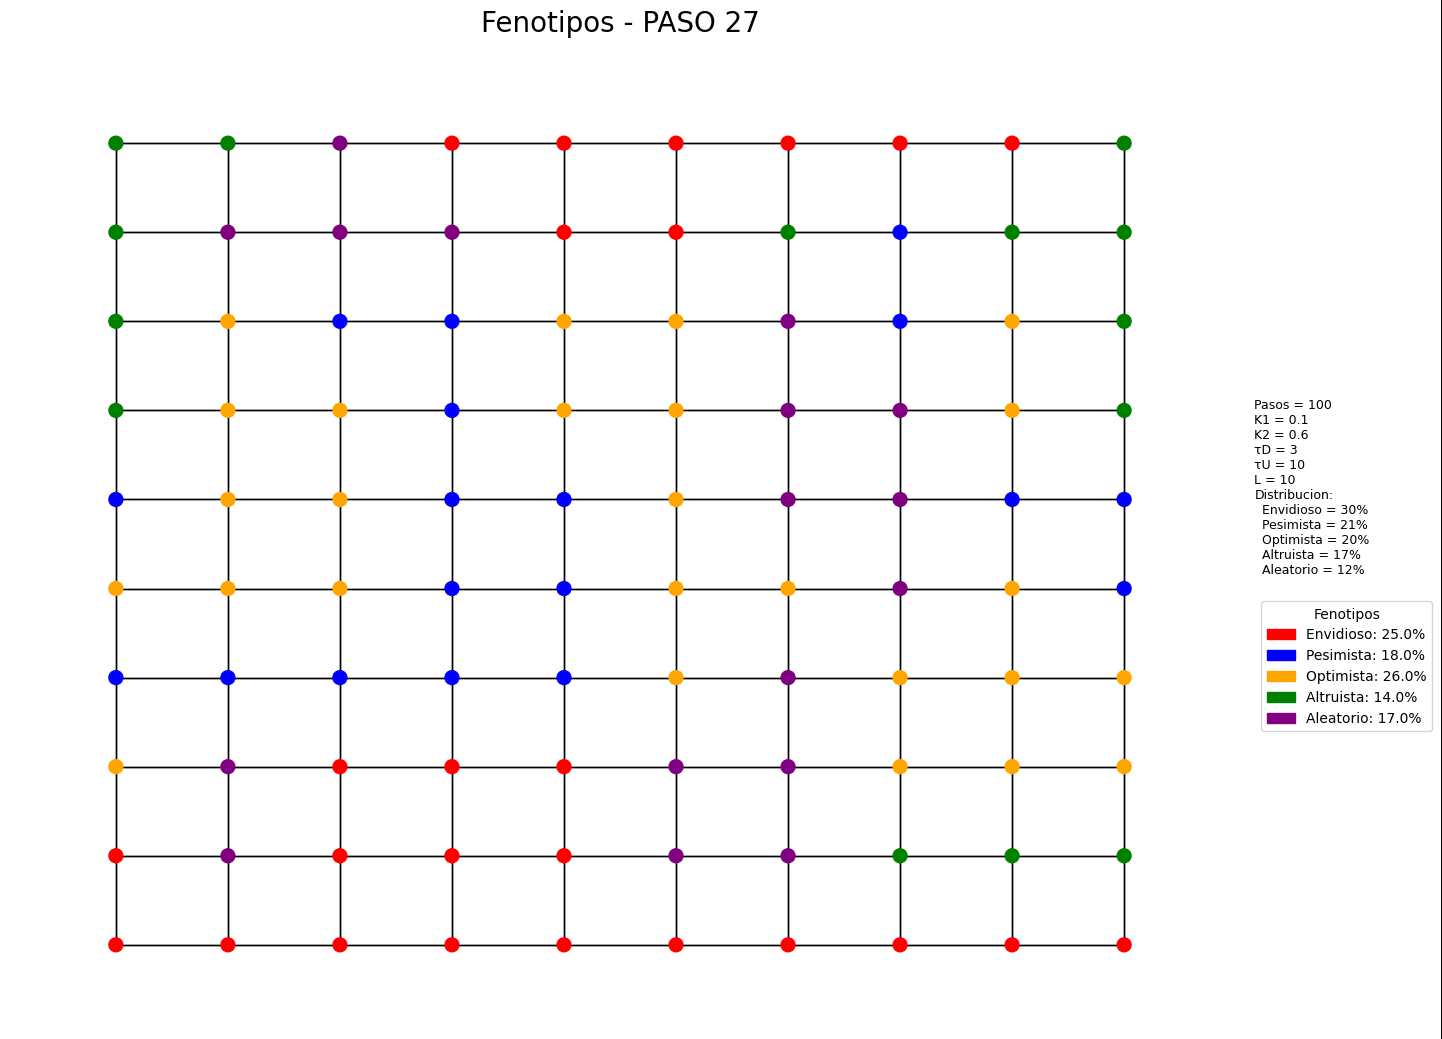 Fenotipos - PASO 27
Pasos = 100
K1 = 0.1
K2 = 0.6
τD = 3
τU = 10
L = 10
Distribucion:
Envidioso = 30%
Pesimista = 21%
Optimista = 20%
Altruista = 17%
Aleatorio = 12%
Fenotipos
Envidioso: 25.0%
Pesimista: 18.0%
Optimista: 26.0%
Altruista: 14.0%
Aleatorio: 17.0%